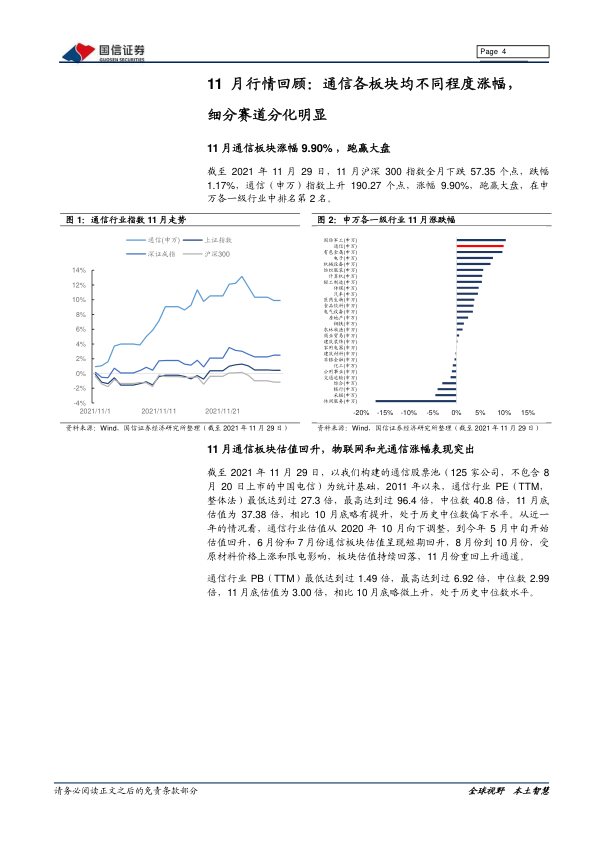 国信证券
GUOSEN SECURITIES
Page 4
11 月行情回顾：通信各板块均不同程度涨幅，
细分赛道分化明显
11 月通信板块涨幅 9.90%，跑赢大盘
截至 2021 年 11 月 29 日，11 月沪深 300 指数全月下跌 57.35 个点，跌幅
1.17%，通信（申万）指数上升 190.27 个点，涨幅 9.90%，跑赢大盘，在申
万各一级行业中排名第 2 名。
图 1：通信行业指数 11 月走势
通信(申万)
上证指数
深证成指
沪深300
14%
12%
10%
8%
6%
4%
2%
0%
-2%
-4%
2021/11/1
2021/11/11
2021/11/21
资料来源：Wind、国信证券经济研究所整理（截至 2021 年 11 月 29 日）
图 2：申万各一级行业 11 月涨跌幅
国防军工(申万)
通信(申万)
有色金属(申万)
电子(申万)
机械设备(申万)
纺织服装(申万)
计算机(申万)
轻工制造(申万)
传媒(申万)
汽车(申万)
医药生物(申万)
食品饮料(申万)
电气设备(申万)
房地产(申万)
钢铁(申万)
农林牧渔(申万)
商业贸易(申万)
建筑装饰(申万)
家用电器(申万)
建筑材料(申万)
非银金融(申万)
化工(申万)
公用事业(申万)
交通运输(申万)
综合(申万)
银行(申万)
采掘(申万)
休闲服务(申万)
-20%
-15%
-10%
-5%
0%
5%
10%
15%
资料来源：Wind、国信证券经济研究所整理（截至 2021 年 11 月 29 日）
11 月通信板块估值回升，物联网和光通信涨幅表现突出
截至 2021 年 11 月 29 日，以我们构建的通信股票池（125 家公司，不包含 8
月 20 日上市的中国电信）为统计基础，2011 年以来，通信行业 PE（TTM，
整体法）最低达到过 27.3 倍，最高达到过 96.4 倍，中位数 40.8 倍，11 月底
估值为 37.38 倍，相比 10 月底略有提升，处于历史中位数偏下水平。从近一
年的情况看，通信行业估值从 2020 年 10 月向下调整，到今年 5 月中旬开始
估值回升，6 月份和 7 月份通信板块估值呈现短期回升，8 月份到 10 月份，受
原材料价格上涨和限电影响，板块估值持续回落，11 月份重回上升通道。
通信行业 PB（TTM）最低达到过 1.49 倍，最高达到过 6.92 倍，中位数 2.99
倍，11 月底估值为 3.00 倍，相比 10 月底略微上升，处于历史中位数水平。
请务必阅读正文之后的免责条款部分
全球视野 本土智慧